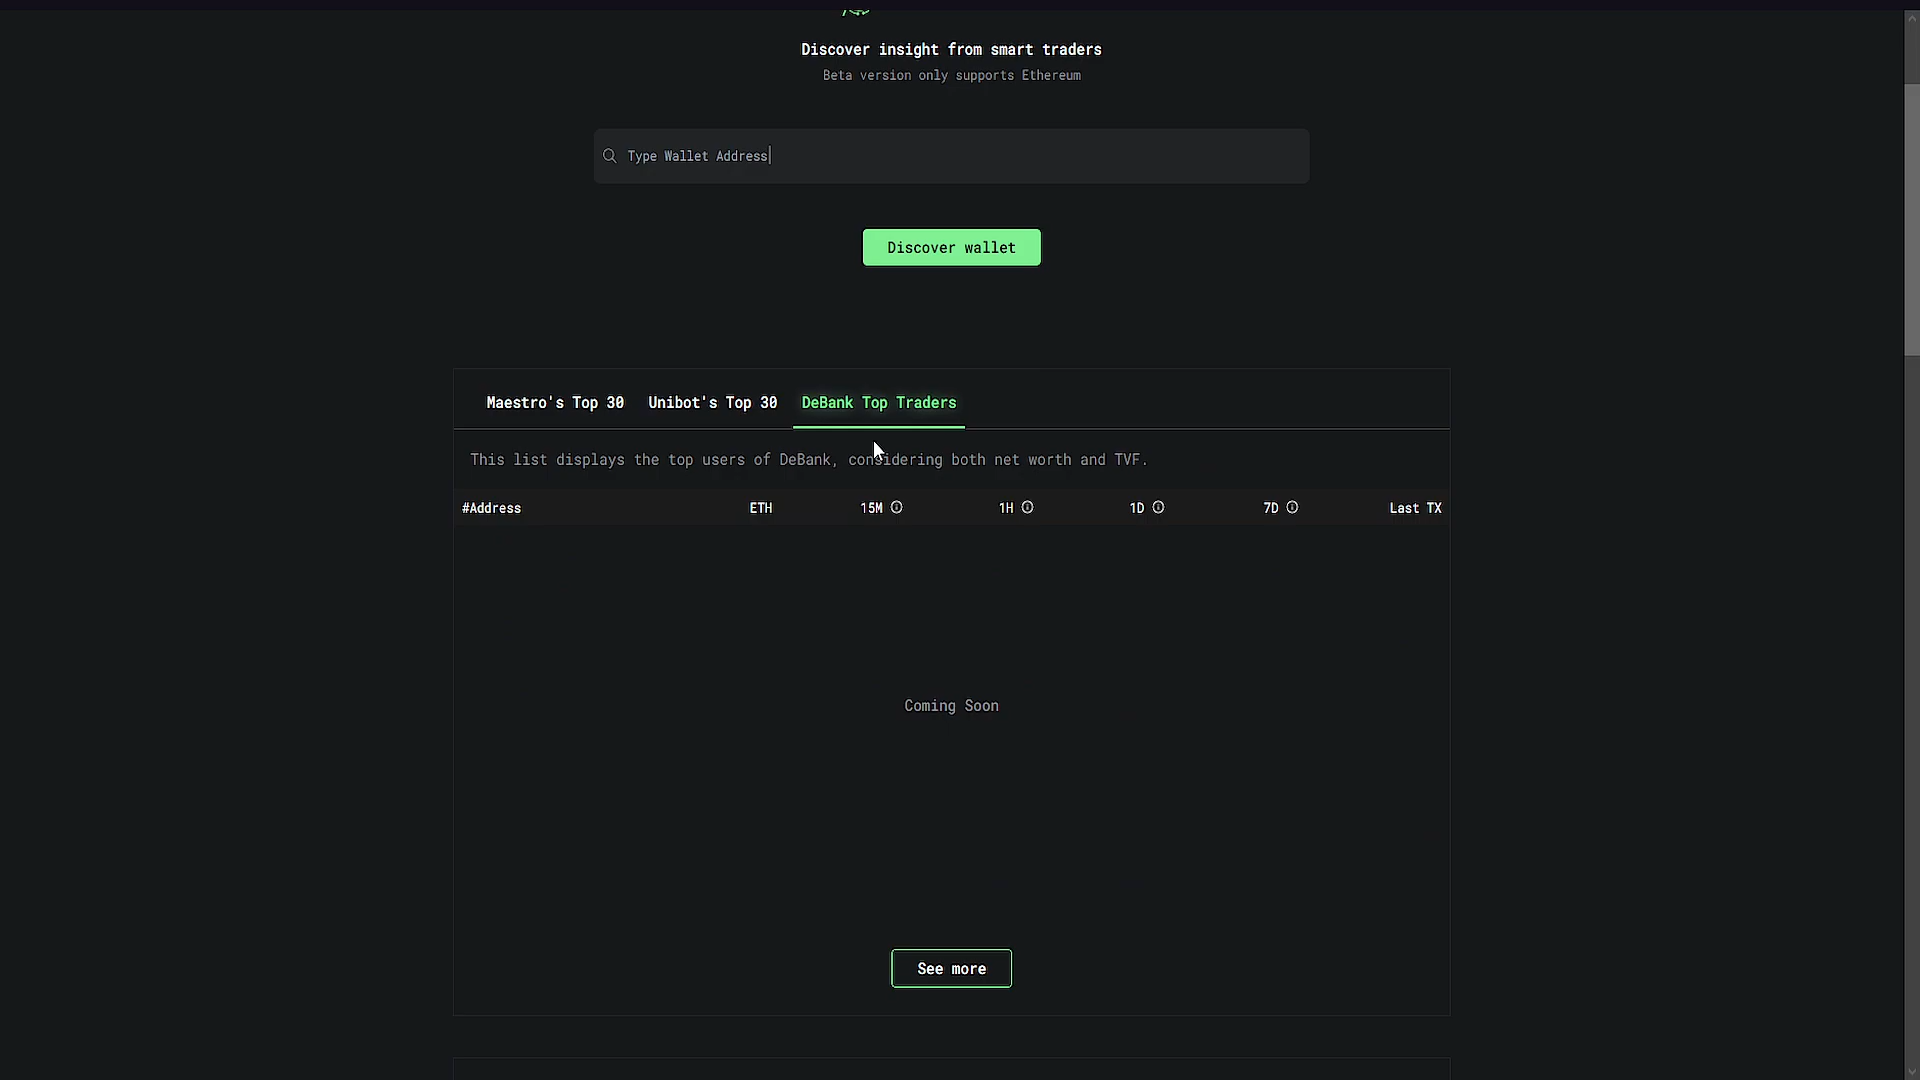 Discover insight from smart traders
Beta version only supports Ethereum
Type Wallet Address
Discover wallet
Maestro's Top 30 Unibot's Top 30 DeBank Top Traders
This list displays the top users of DeBank, considering both net worth and TVF.
#Address ETH 15M 1H 1D 7D Last TX
Coming Soon
See more